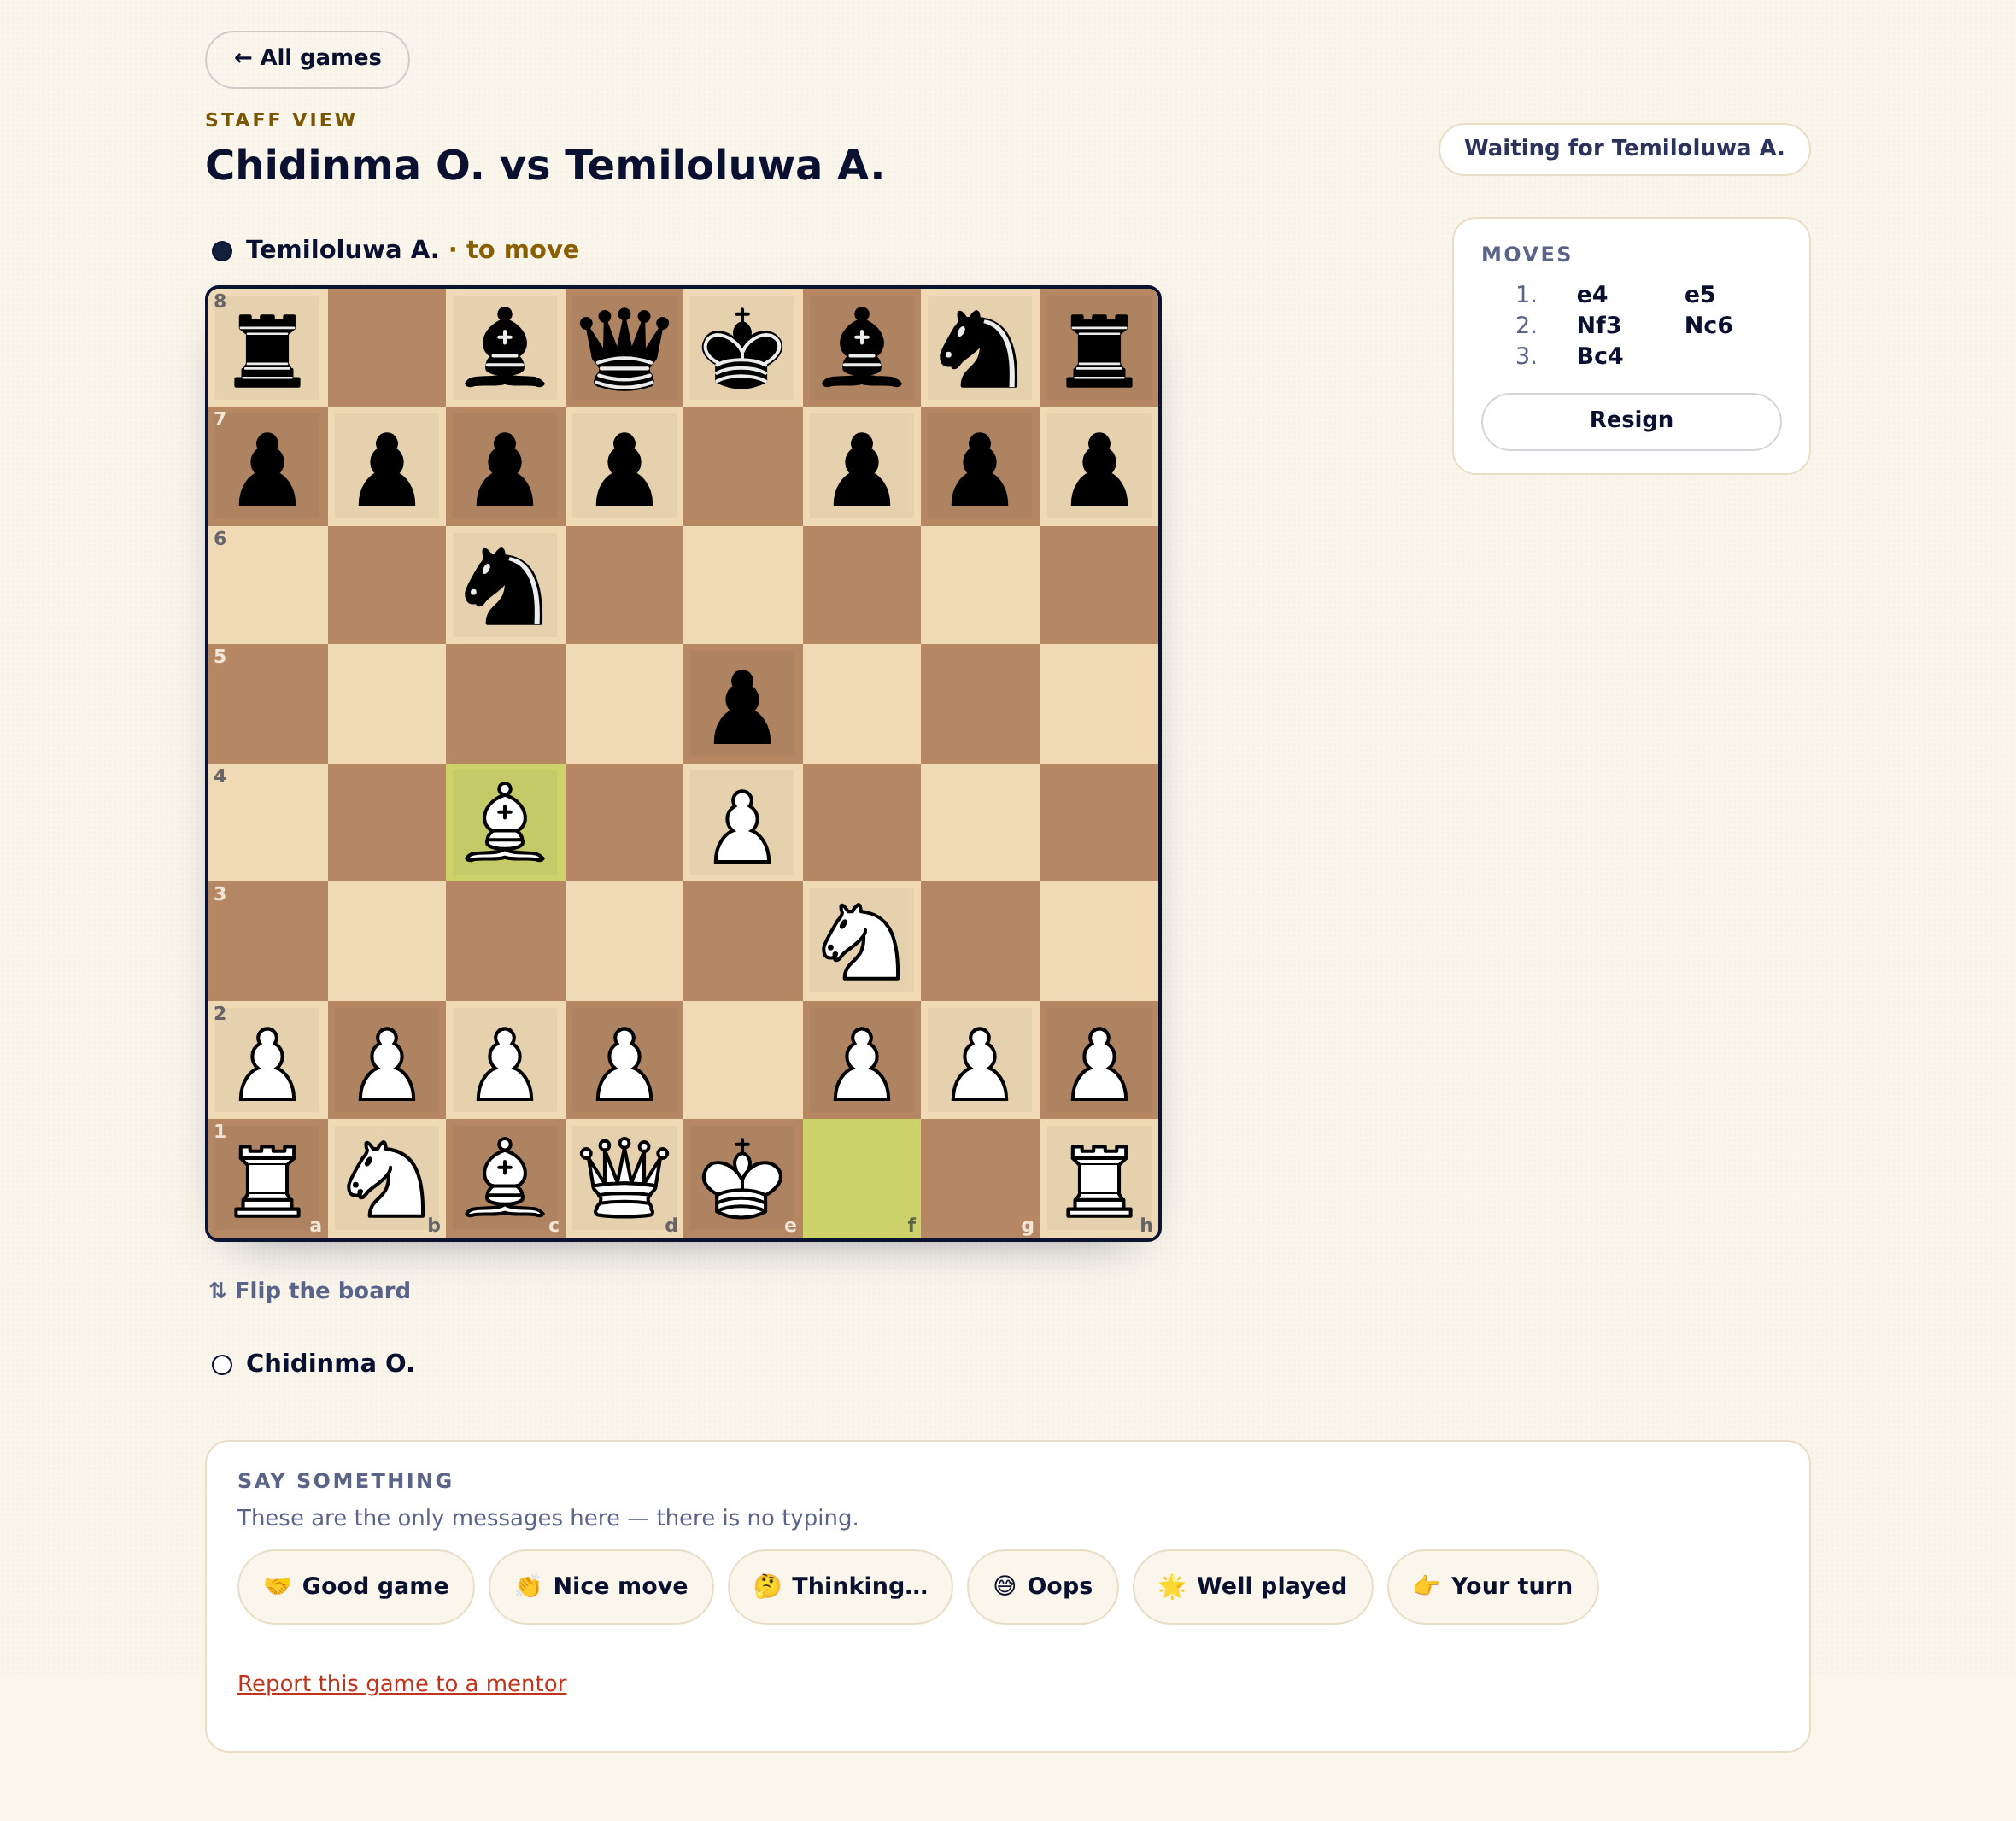 ← All games
STAFF VIEW
Chidinma O. vs Temiloluwa A.
Waiting for Temiloluwa A.
● Temiloluwa A. · to move
MOVES
1. e4 e5
2. Nf3 Nc6
3. Bc4
Resign
8
7
6
5
4
3
2
1
a b c d e f g h
⇅ Flip the board
○ Chidinma O.
SAY SOMETHING
These are the only messages here — there is no typing.
🤝 Good game 👏 Nice move 🤔 Thinking… 😅 Oops 🌟 Well played 👉 Your turn
Report this game to a mentor